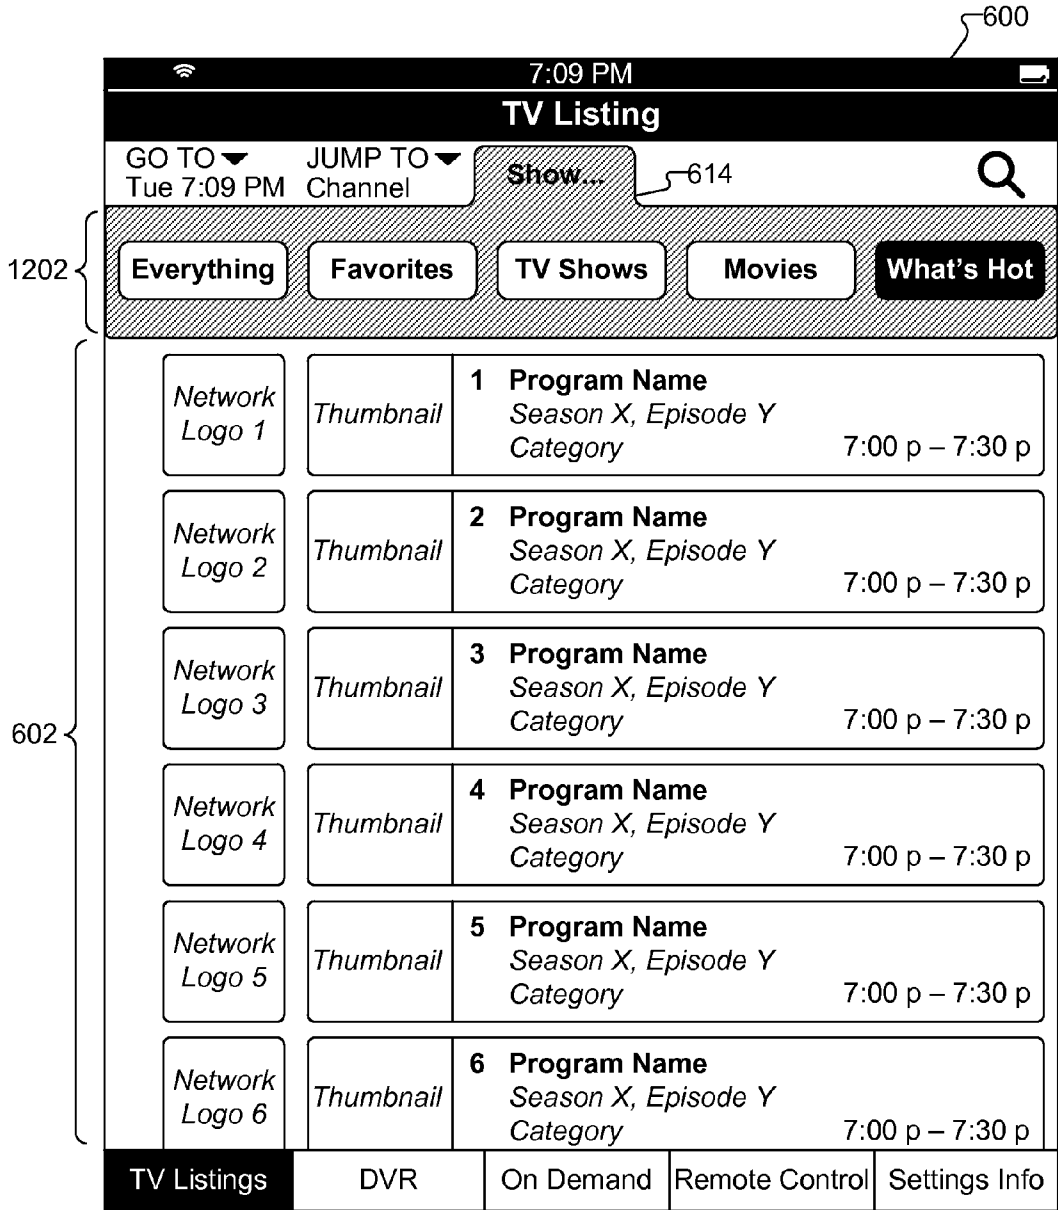 600
7:09 PM
TV Listing
GO TO
Tue 7:09 PM
JUMP TO
Channel
Show...
614
1202
Everything
Favorites
TV Shows
Movies
What's Hot
602
Network
Logo 1
Thumbnail
1 Program Name
Season X, Episode Y
Category
7:00 p – 7:30 p
Network
Logo 2
Thumbnail
2 Program Name
Season X, Episode Y
Category
7:00 p – 7:30 p
Network
Logo 3
Thumbnail
3 Program Name
Season X, Episode Y
Category
7:00 p – 7:30 p
Network
Logo 4
Thumbnail
4 Program Name
Season X, Episode Y
Category
7:00 p – 7:30 p
Network
Logo 5
Thumbnail
5 Program Name
Season X, Episode Y
Category
7:00 p – 7:30 p
Network
Logo 6
Thumbnail
6 Program Name
Season X, Episode Y
Category
7:00 p – 7:30 p
TV Listings
DVR
On Demand
Remote Control
Settings Info